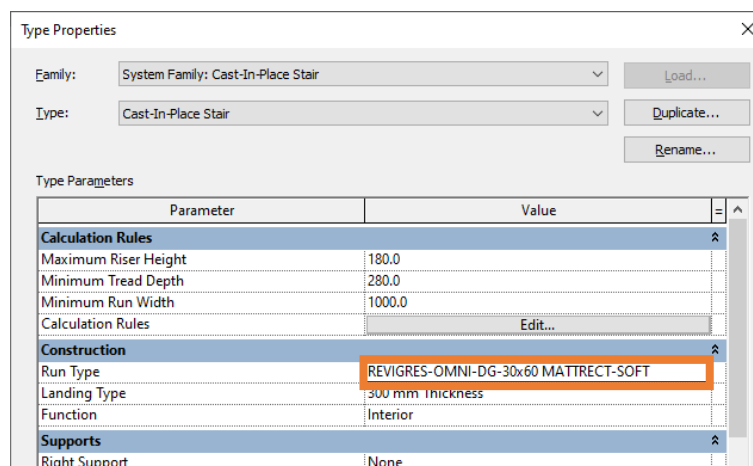 Type Properties
Family: System Family: Cast-In-Place Stair Load...
Type: Cast-In-Place Stair Duplicate...
Rename...
Type Parameters
Parameter Value =
Calculation Rules
Maximum Riser Height 180.0
Minimum Tread Depth 280.0
Minimum Run Width 1000.0
Calculation Rules Edit...
Construction
Run Type REVIGRES-OMNI-DG-30x60 MATTRECT-SOFT
Landing Type 300 mm Thickness
Function Interior
Supports
Right Support None